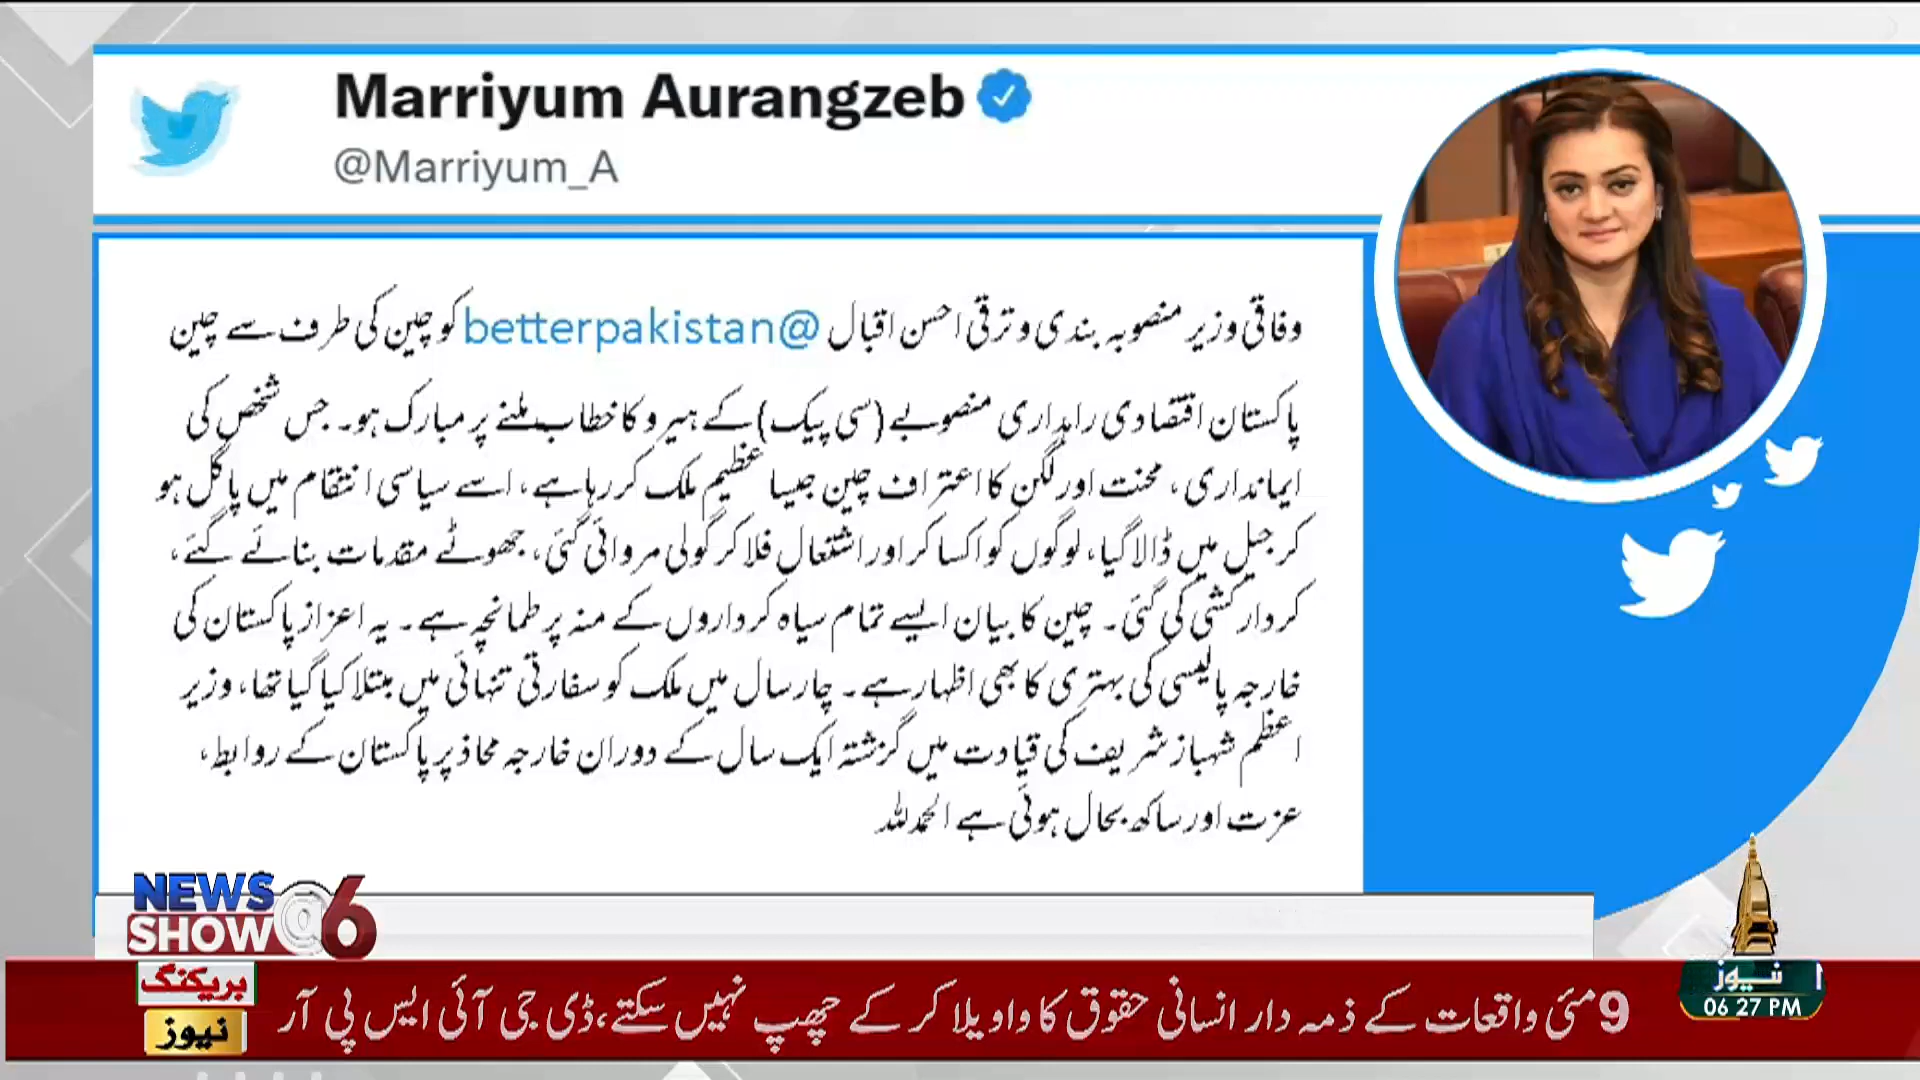 Marriyum Aurangzeb
@Marriyum_A
وفاقی وزیر منصوبہ بندی و ترقی احسن اقبال @betterpakistan کو چین کی طرف سے چین
پاکستان اقتصادی راہداری منصوبے (سی پیک) کے ہیرو کا خطاب ملنے پر مبارک ہو۔ جس شخص کی
ایمانداری، محنت اور لگن کا اعتراف چین جیسا عظیم ملک کر رہا ہے، اسے سیاسی انتقام میں پاگل ہو
کر جیل میں ڈالا گیا، لوگوں کو اکسا کر اور اشتعال فلا کر گولی مروائی گئی، جھوٹے مقدمات بنائے گئے،
کردار کشی کی گئی۔ چین کا بیان ایسے تمام سیاہ کرداروں کے منہ پر طمانچہ ہے۔ یہ اعزاز پاکستان کی
خارجہ پالیسی کی بہتری کا بھی اظہار ہے۔ چار سال میں ملک کو سفارتی تنہائی میں مبتلا کیا گیا تھا، وزیر
اعظم شہباز شریف کی قیادت میں گزشتہ ایک سال کے دوران خارجہ محاذ پر پاکستان کے روابط،
عزت اور ساکھ بحال ہوئی ہے الحمدللہ
NEWS
SHOW @6
بریکنگ
نیوز
9 مئی واقعات کے ذمہ دار انسانی حقوق کا واویلا کر کے چھپ نہیں سکتے، ڈی جی آئی ایس پی آر
نیوز
06 27 PM